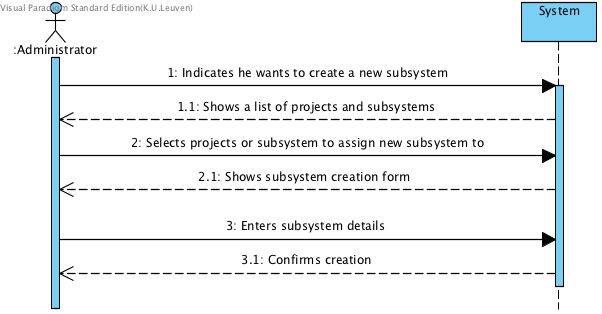 Visual Paradigm Standard Edition(K.U.Leuven)
System
:Administrator
1: Indicates he wants to create a new subsystem
1.1: Shows a list of projects and subsystems
2: Selects projects or subsystem to assign new subsystem to
2.1: Shows subsystem creation form
3: Enters subsystem details
3.1: Confirms creation